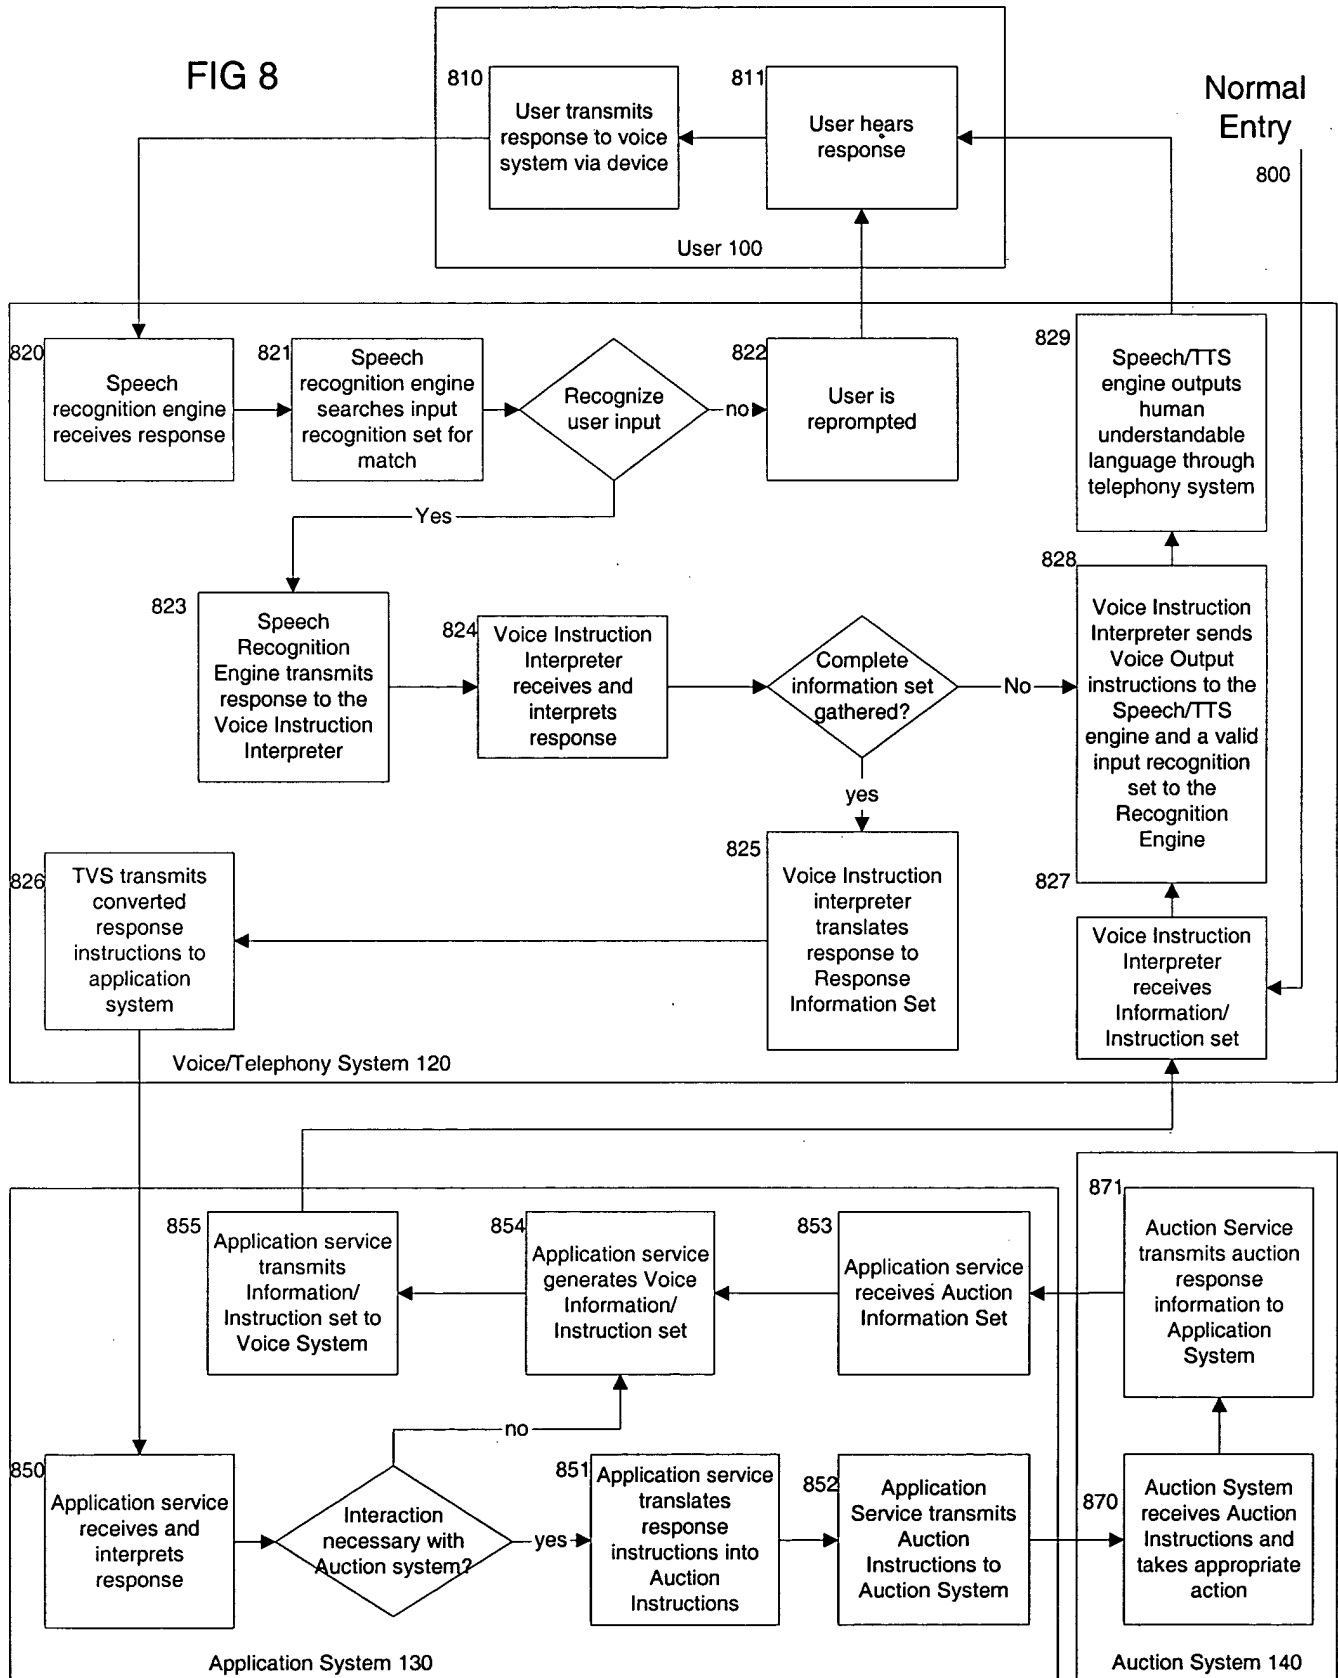 FIG 8
Normal
Entry
800
810
User transmits
response to voice
system via device
811
User hears
response
User 100
820
Speech
recognition engine
receives response
821
Speech
recognition engine
searches input
recognition set for
match
Recognize
user input
no
822
User is
reprompted
829
Speech/TTS
engine outputs
human
understandable
language through
telephony system
Yes
823
Speech
Recognition
Engine transmits
response to the
Voice Instruction
Interpreter
824
Voice Instruction
Interpreter
receives and
interprets
response
Complete
information set
gathered?
No
828
Voice Instruction
Interpreter sends
Voice Output
instructions to the
Speech/TTS
engine and a valid
input recognition
set to the
Recognition
Engine
yes
825
Voice Instruction
interpreter
translates
response to
Response
Information Set
826
TVS transmits
converted
response
instructions to
application
system
827
Voice Instruction
Interpreter
receives
Information/
Instruction set
Voice/Telephony System 120
855
Application service
transmits
Information/
Instruction set to
Voice System
854
Application service
generates Voice
Information/
Instruction set
853
Application service
receives Auction
Information Set
871
Auction Service
transmits auction
response
information to
Application
System
no
850
Application service
receives and
interprets
response
Interaction
necessary with
Auction system?
yes
851
Application service
translates
response
instructions into
Auction
Instructions
852
Application
Service transmits
Auction
Instructions to
Auction System
870
Auction System
receives Auction
Instructions and
takes appropriate
action
Application System 130
Auction System 140